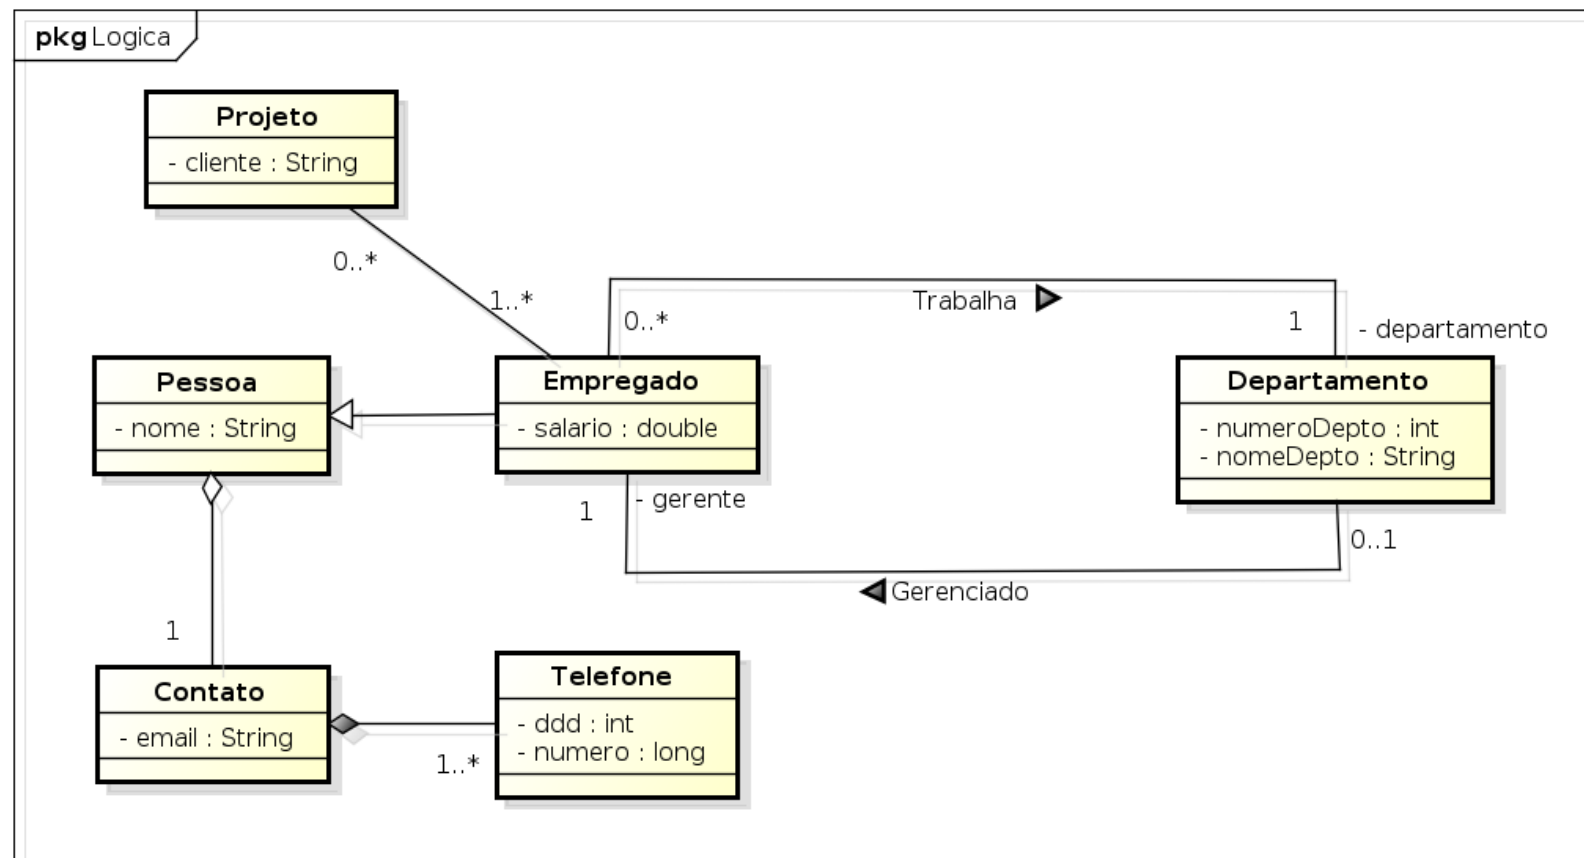 pkg Logica
Projeto
- cliente : String
0..*
1..*
Trabalha
0..*
1
- departamento
Pessoa
- nome : String
Empregado
- salario : double
Departamento
- numeroDepto : int
- nomeDepto : String
1
- gerente
0..1
Gerenciado
1
Contato
- email : String
Telefone
- ddd : int
- numero : long
1..*